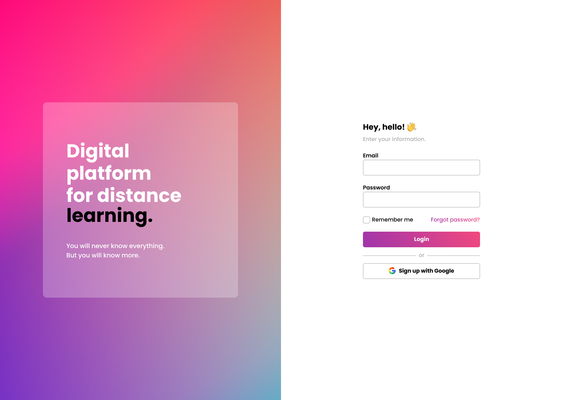 Digital
platform
for distance
learning.
You will never know everything.
But you will know more.
Hey, hello! 👋
Enter your information.
Email
Password
Remember me
Forgot password?
Login
or
Sign up with Google